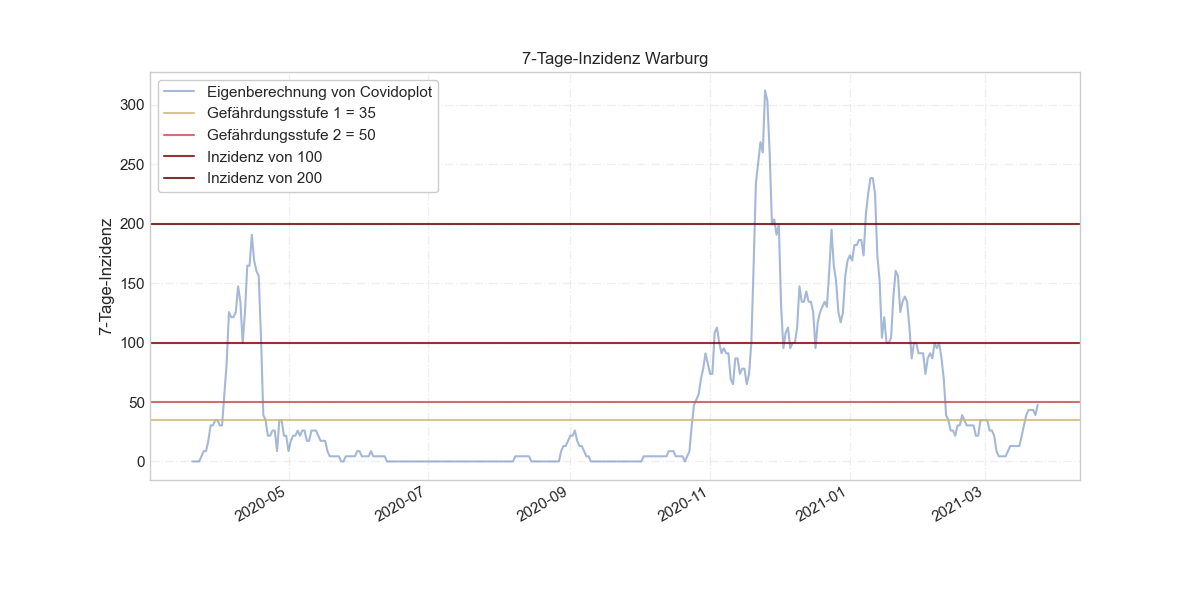 7-Tage-Inzidenz Warburg
Eigenberechnung von Covidoplot
Gefährdungsstufe 1 = 35
Gefährdungsstufe 2 = 50
Inzidenz von 100
Inzidenz von 200
7-Tage-Inzidenz
300
250
200
150
100
50
0
2020-05
2020-07
2020-09
2020-11
2021-01
2021-03